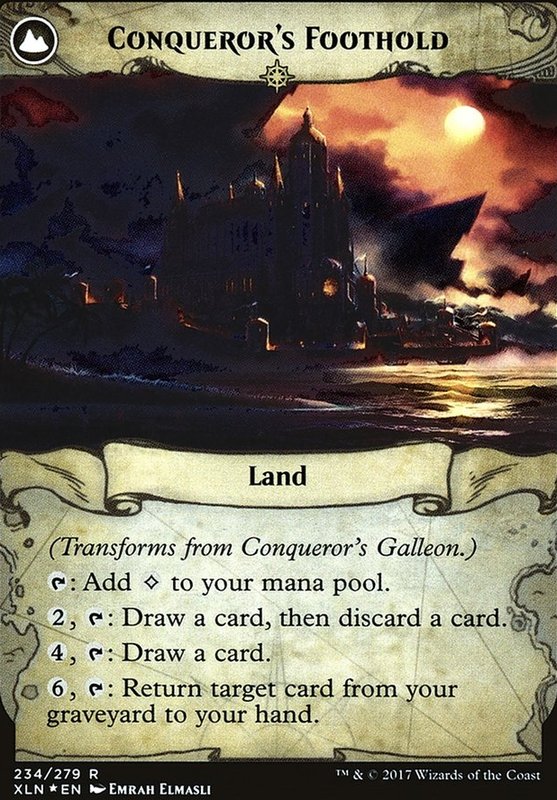 Conqueror's Foothold
Land
(Transforms from Conqueror's Galleon.)
: Add to your mana pool.
2, : Draw a card, then discard a card.
4, : Draw a card.
6, : Return target card from your
graveyard to your hand.
234/279 R
XLN★EN Emrah Elmasli
™ & © 2017 Wizards of the Coast